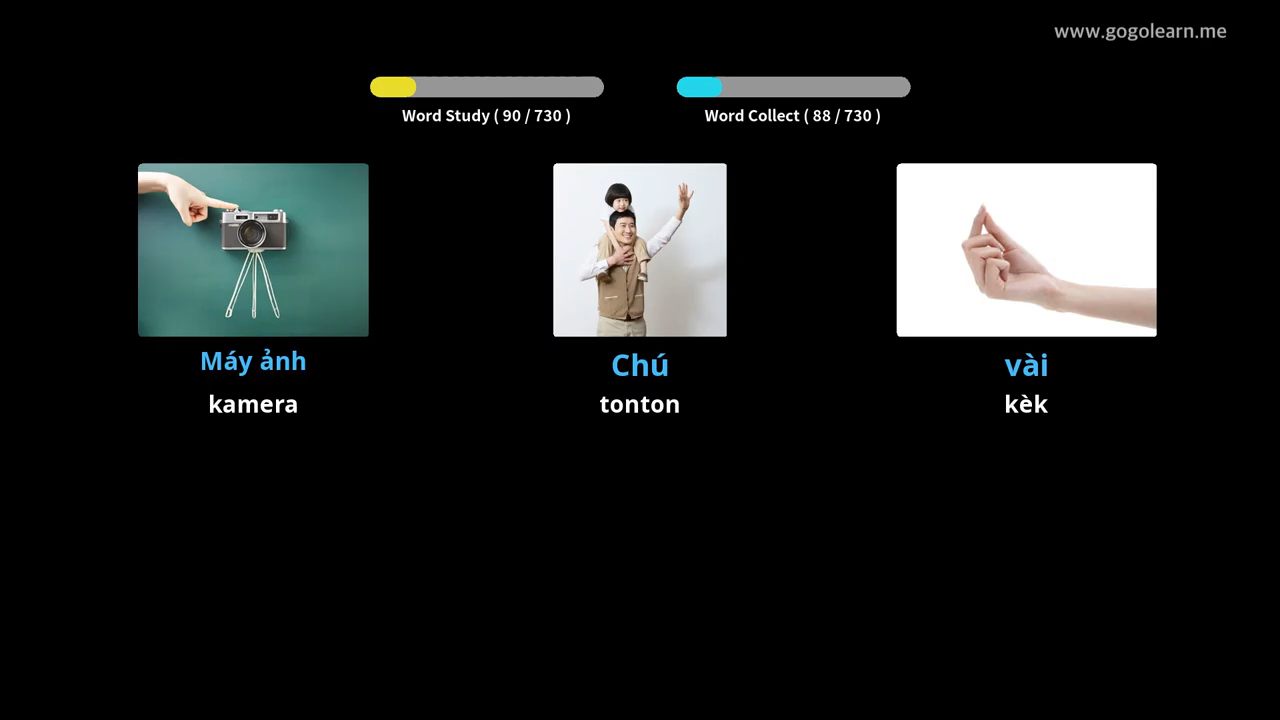 www.gogolearn.me
Word Study ( 90 / 730 )
Word Collect ( 88 / 730 )
Máy ảnh
kamera
Chú
tonton
vài
kèk